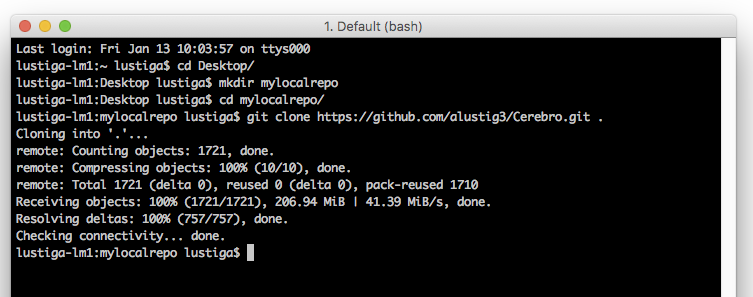 1. Default (bash)
Last login: Fri Jan 13 10:03:57 on ttys000
lustiga-lm1:~ lustiga$ cd Desktop/
lustiga-lm1:Desktop lustiga$ mkdir mylocalrepo
lustiga-lm1:Desktop lustiga$ cd mylocalrepo/
lustiga-lm1:mylocalrepo lustiga$ git clone https://github.com/alustig3/Cerebro.git .
Cloning into '.'...
remote: Counting objects: 1721, done.
remote: Compressing objects: 100% (10/10), done.
remote: Total 1721 (delta 0), reused 0 (delta 0), pack-reused 1710
Receiving objects: 100% (1721/1721), 206.94 MiB | 41.39 MiB/s, done.
Resolving deltas: 100% (757/757), done.
Checking connectivity... done.
lustiga-lm1:mylocalrepo lustiga$